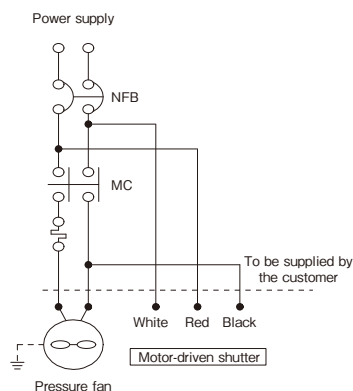 Power supply
NFB
MC
To be supplied by
the customer
White Red Black
Motor-driven shutter
Pressure fan